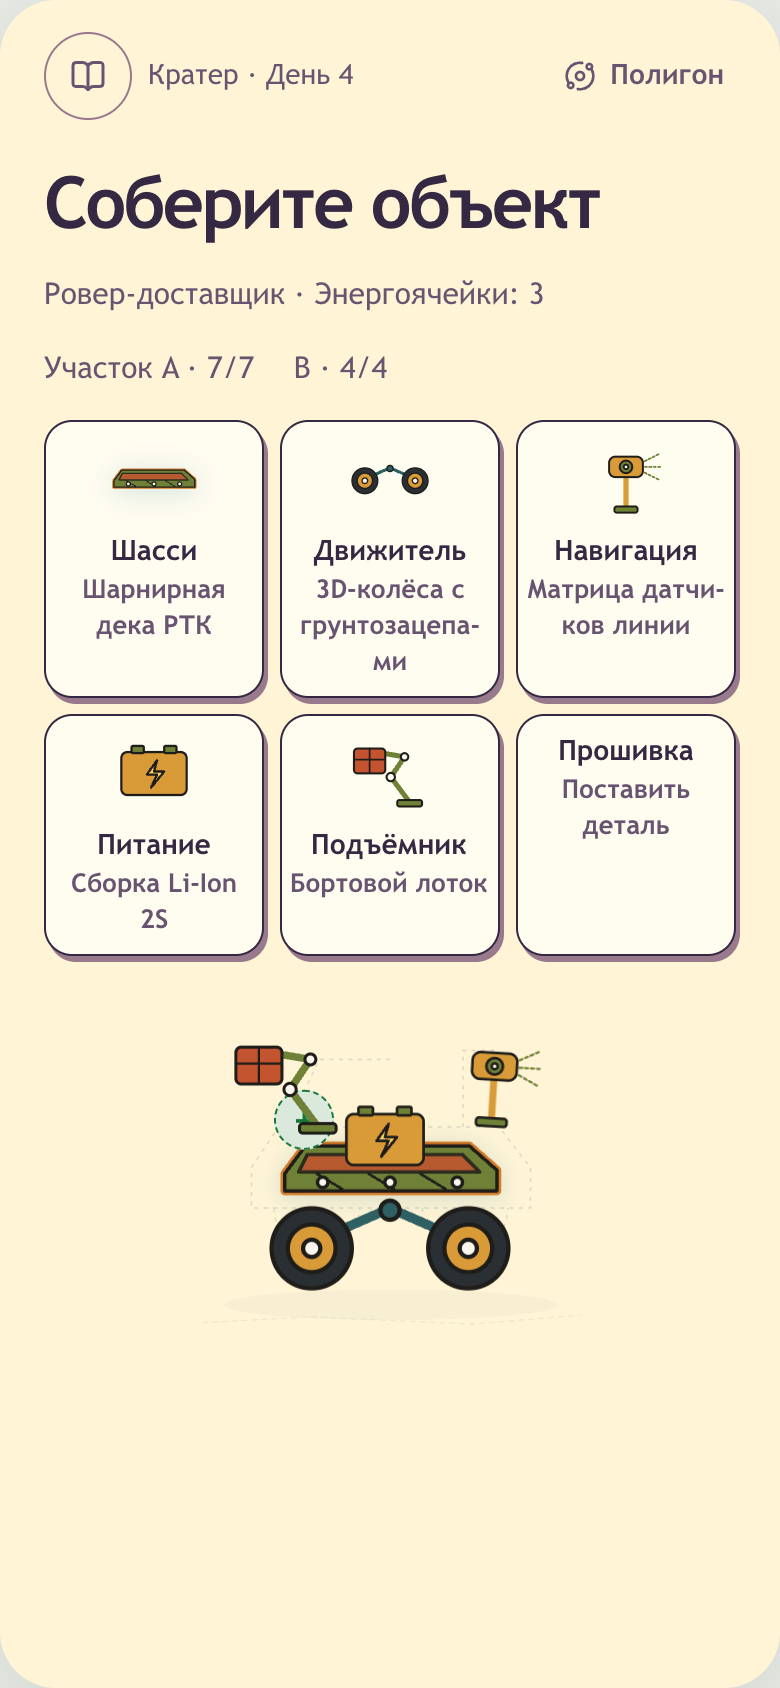 Кратер · День 4
Полигон
Соберите объект
Ровер-доставщик · Энергоячейки: 3
Участок A · 7/7 B · 4/4
Шасси
Шарнирная
дека РТК
Движитель
3D-колёса с
грунтозацепа-
ми
Навигация
Матрица датчи-
ков линии
Питание
Сборка Li-Ion
2S
Подъёмник
Бортовой лоток
Прошивка
Поставить
деталь